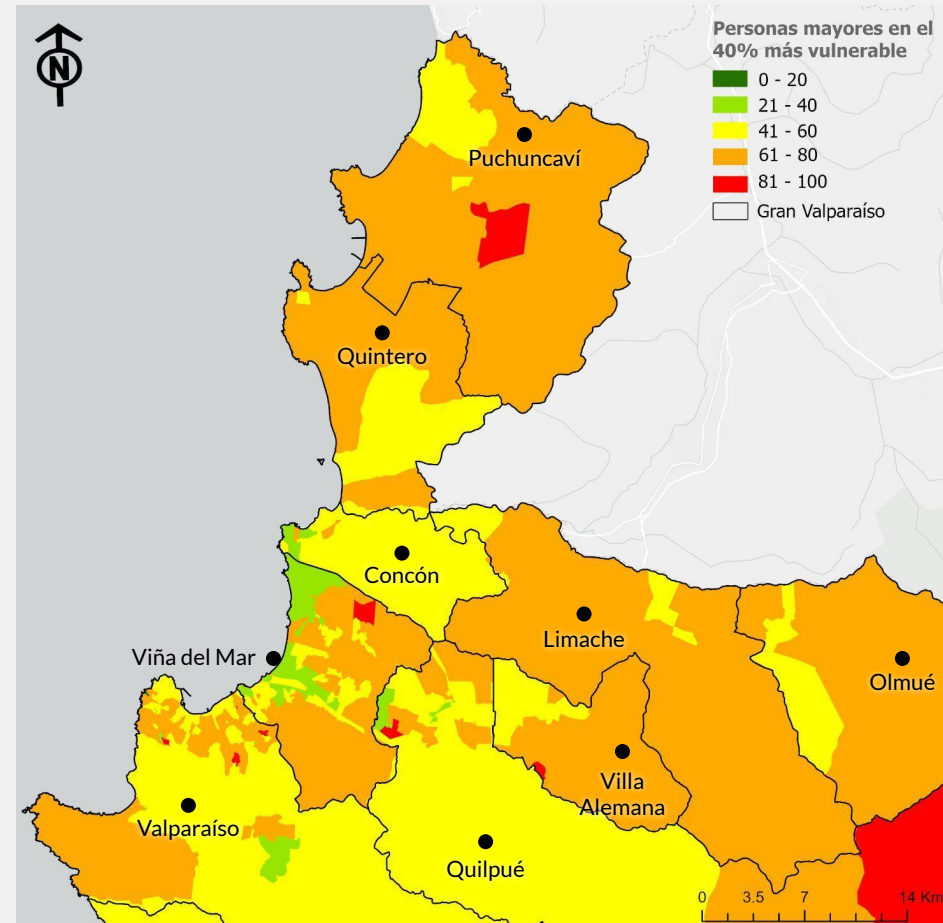 N
Personas mayores en el
40% más vulnerable
0 - 20
21 - 40
41 - 60
61 - 80
81 - 100
Gran Valparaíso
Puchuncaví
Quintero
Concón
Limache
Viña del Mar
Olmué
Villa
Alemana
Valparaíso
Quilpué
0 3.5 7 14 Km